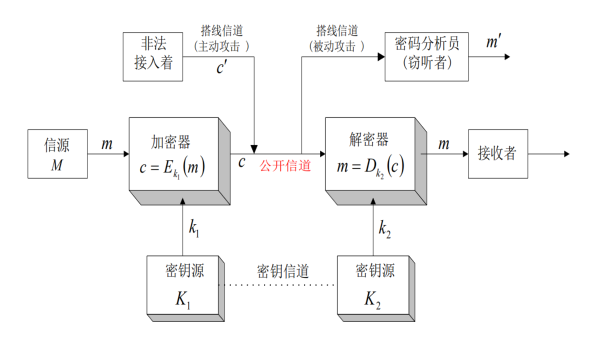 非法
接入着
搭线信道
(主动攻击 )
c′
搭线信道
(被动攻击 )
密码分析员
(窃听者)
m′
信源
M
m
加密器
c = E_{k_1}(m)
c
公开信道
解密器
m = D_{k_2}(c)
m
接收者
k_1
k_2
密钥源
K_1
密钥信道
密钥源
K_2